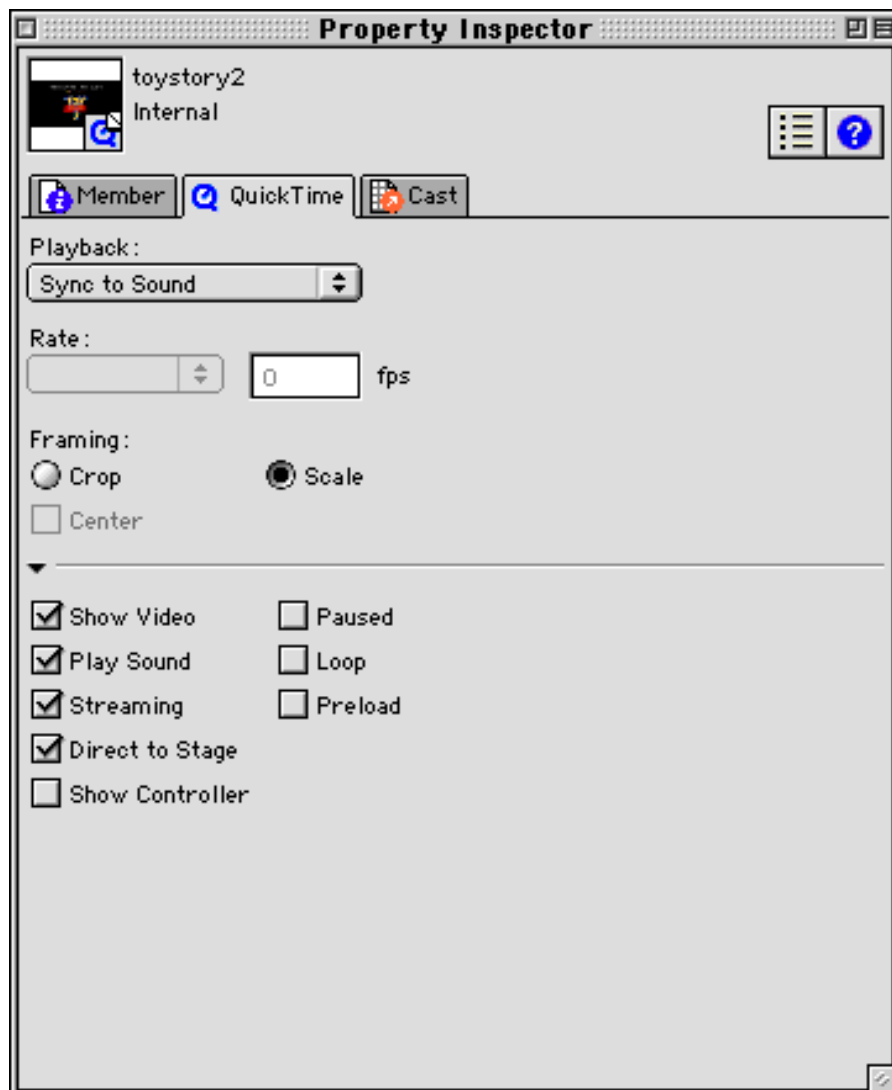 Property Inspector
toystory2
Internal
Member QuickTime Cast
Playback:
Sync to Sound
Rate:
0 fps
Framing:
Crop Scale
Center
Show Video Paused
Play Sound Loop
Streaming Preload
Direct to Stage
Show Controller